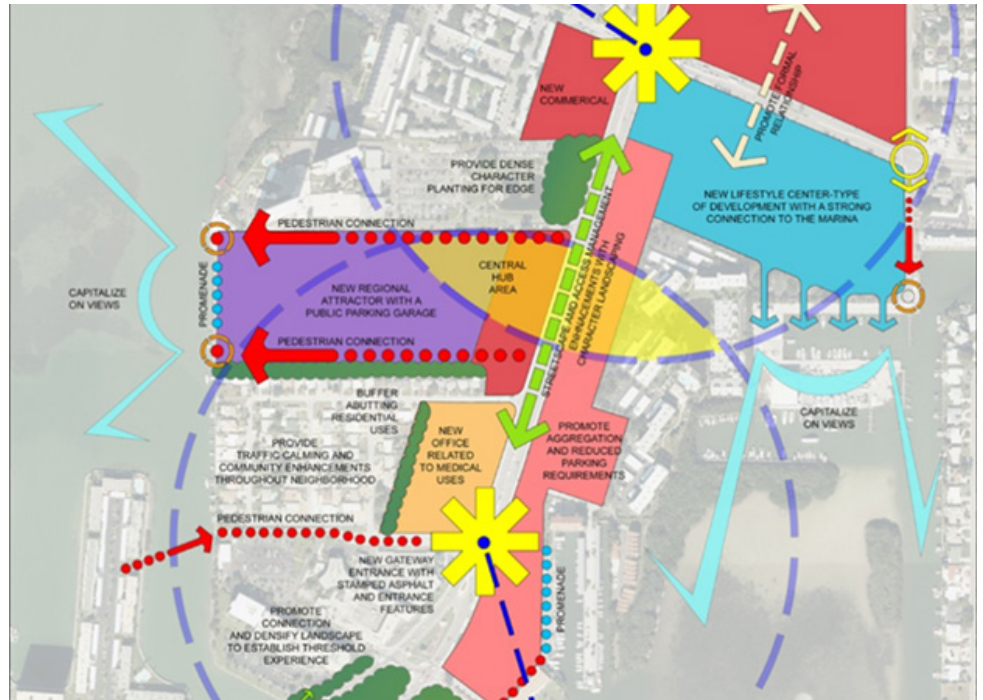 NEW
COMMERICAL
PROMOTE FORMAL
RELATIONSHIP
PROVIDE DENSE
CHARACTER
PLANTING FOR EDGE
NEW LIFESTYLE CENTER-TYPE
OF DEVELOPMENT WITH A STRONG
CONNECTION TO THE MARINA
PEDESTRIAN CONNECTION
STREETSCAPE AMD ACCESS MANAGEMENT
ENHACEMENTS WITH
CHARACTER LANDSCAPING
CENTRAL
HUB
AREA
CAPITALIZE
ON VIEWS
PROMENADE
NEW REGIONAL
ATTRACTOR WITH A
PUBLIC PARKING GARAGE
PEDESTRIAN CONNECTION
BUFFER
ABUTTING
RESIDENTIAL
USES
CAPITALIZE
ON VIEWS
NEW
OFFICE
RELATED
TO MEDICAL
USES
PROMOTE
AGGREGATION
AND REDUCED
PARKING
REQUIREMENTS
PROVIDE
TRAFFIC CALMING AND
COMMUNITY ENHANCEMENTS
THROUGHOUT NEIGHBORHOOD
PEDESTRIAN CONNECTION
NEW GATEWAY
ENTRANCE WITH
STAMPED ASPHALT
AND ENTRANCE
FEATURES
PROMENADE
PROMOTE
CONNECTION
AND DENSIFY LANDSCAPE
TO ESTABLISH THRESHOLD
EXPERIENCE